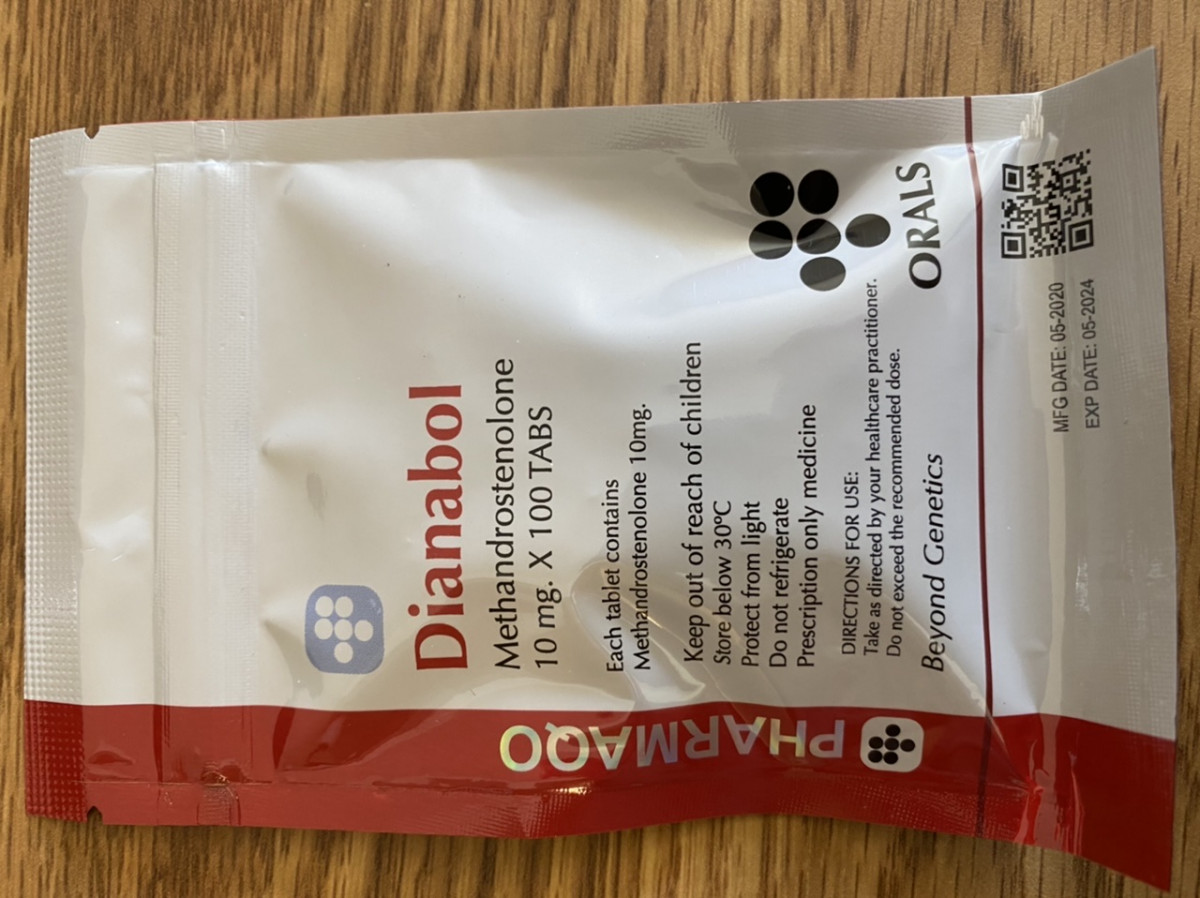 Dianabol
Methandrostenolone
10 mg. X 100 TABS
Each tablet contains
Methandrostenolone 10mg.
Keep out of reach of children
Store below 30ºC
Protect from light
Do not refrigerate
Prescription only medicine
DIRECTIONS FOR USE:
Take as directed by your healthcare practitioner.
Do not exceed the recommended dose.
Beyond Genetics
ORALS
MFG DATE: 05-2020
EXP DATE: 05-2024
PHARMAQO